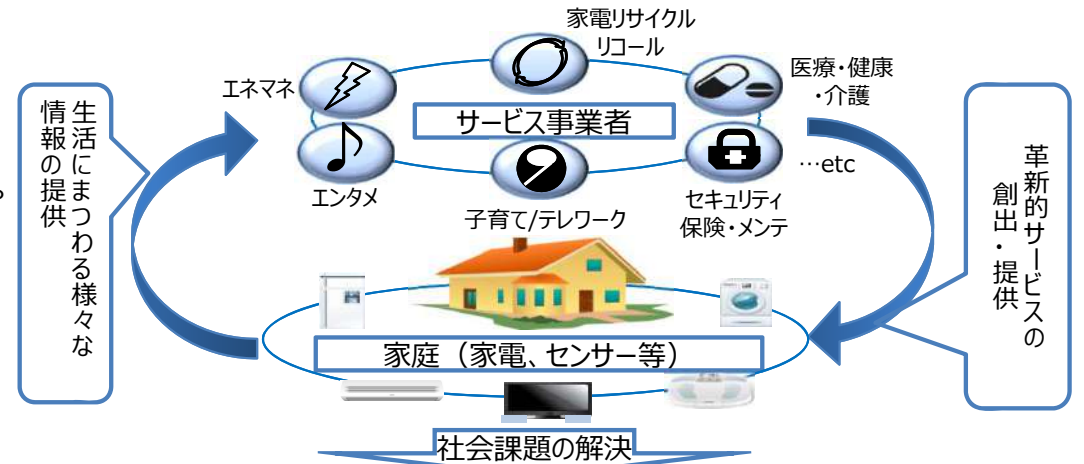 家電リサイクル
リコール
エネマネ
医療・健康
・介護
サービス事業者
…etc
エンタメ
子育て/テレワーク
セキュリティ
保険・メンテ
生活にまつわる様々な
情報の提供
革新的サービスの
創出・提供
家庭（家電、センサー等）
社会課題の解決